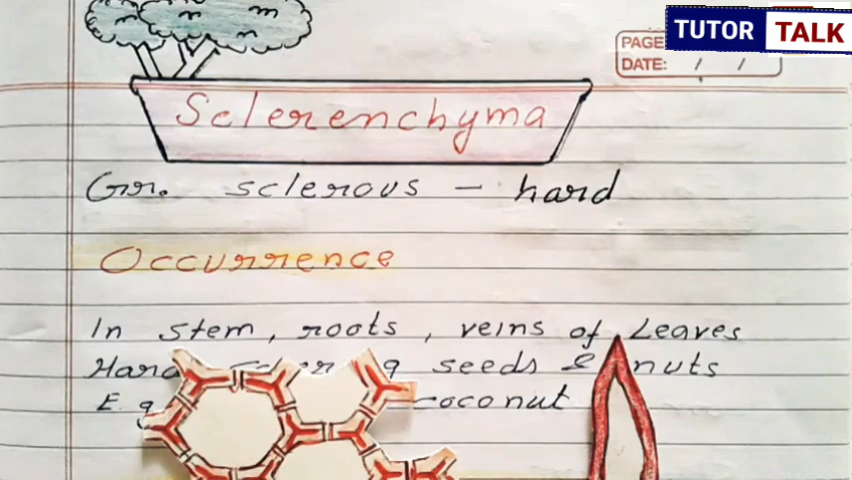 TUTOR TALK
PAGE
DATE: / /
Sclerenchyma
Gr. sclerous - hard
Occurrence
In stem, roots, veins of Leaves
Hard seeds & nuts
E.g coconut